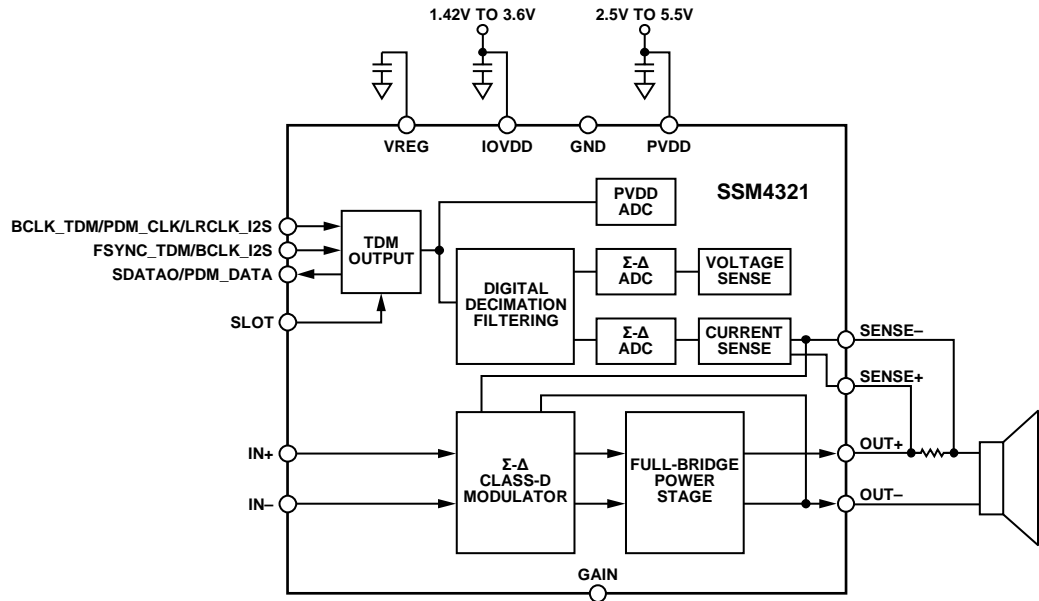 1.42V TO 3.6V
2.5V TO 5.5V
VREG
IOVDD
GND
PVDD
SSM4321
PVDD
ADC
BCLK_TDM/PDM_CLK/LRCLK_I2S
FSYNC_TDM/BCLK_I2S
SDATAO/PDM_DATA
SLOT
TDM
OUTPUT
DIGITAL
DECIMATION
FILTERING
Σ-Δ
ADC
VOLTAGE
SENSE
Σ-Δ
ADC
CURRENT
SENSE
SENSE–
SENSE+
IN+
IN–
Σ-Δ
CLASS-D
MODULATOR
FULL-BRIDGE
POWER
STAGE
OUT+
OUT–
GAIN